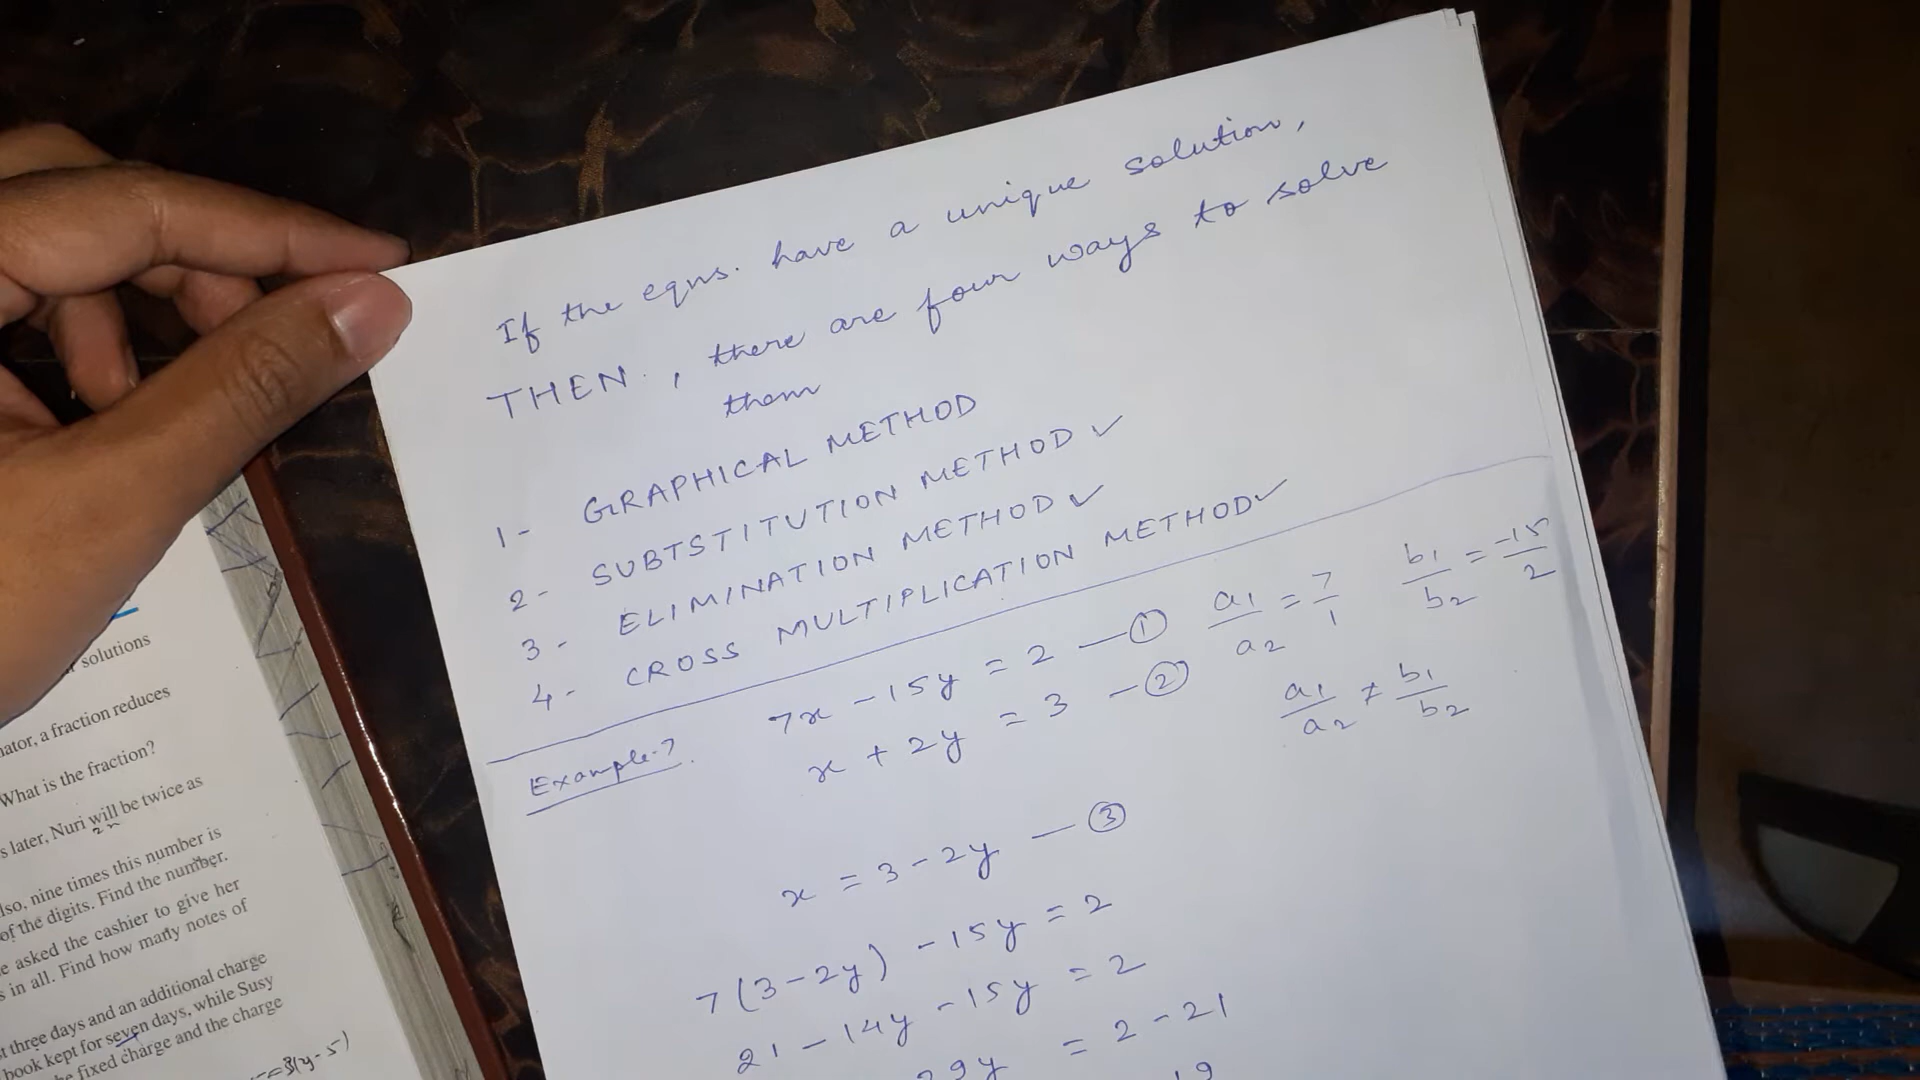 If the eqns. have a unique solution,
THEN , there are four ways to solve
them
1- GRAPHICAL METHOD
2- SUBTSTITUTION METHOD ✓
3- ELIMINATION METHOD ✓
4- CROSS MULTIPLICATION METHOD ✓
Example-7. 7x - 15y = 2 — ①
x + 2y = 3 — ②
a1/a2 = 7/1 b1/b2 = -15/2
a1/a2 ≠ b1/b2
x = 3 - 2y — ③
7(3-2y) - 15y = 2
21 - 14y - 15y = 2
29y = 2 - 21
19
solutions
a fraction reduces
What is the fraction?
later, Nuri will be twice as
2x
nine times this number is
of the digits. Find the number.
asked the cashier to give her
in all. Find how many notes of
three days and an additional charge
book kept for seven days, while Susy
fixed charge and the charge
=3(y-5)